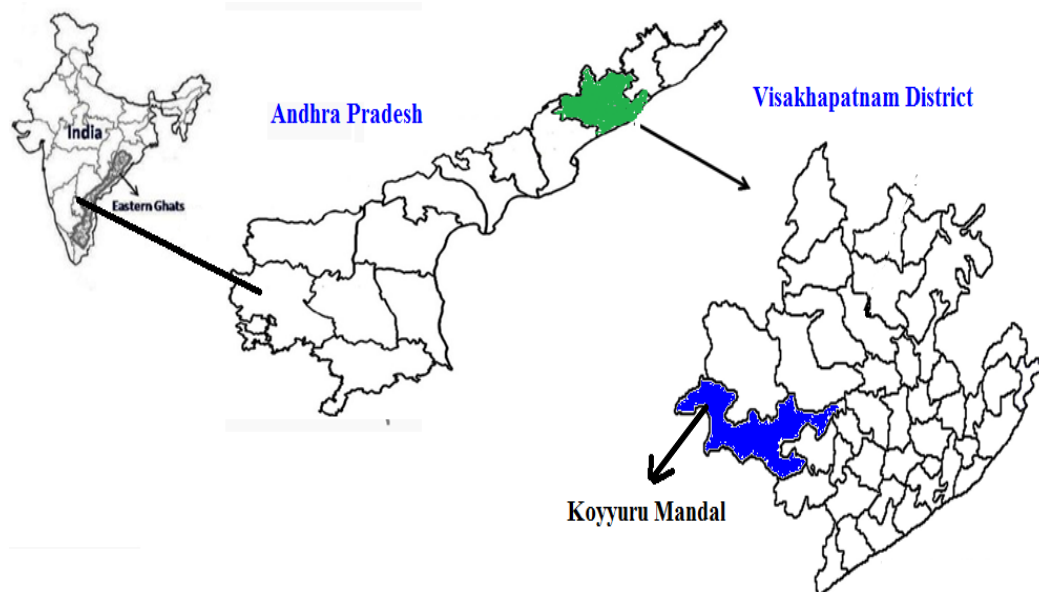 India
Eastern Ghats
Andhra Pradesh
Visakhapatnam District
Koyyuru Mandal